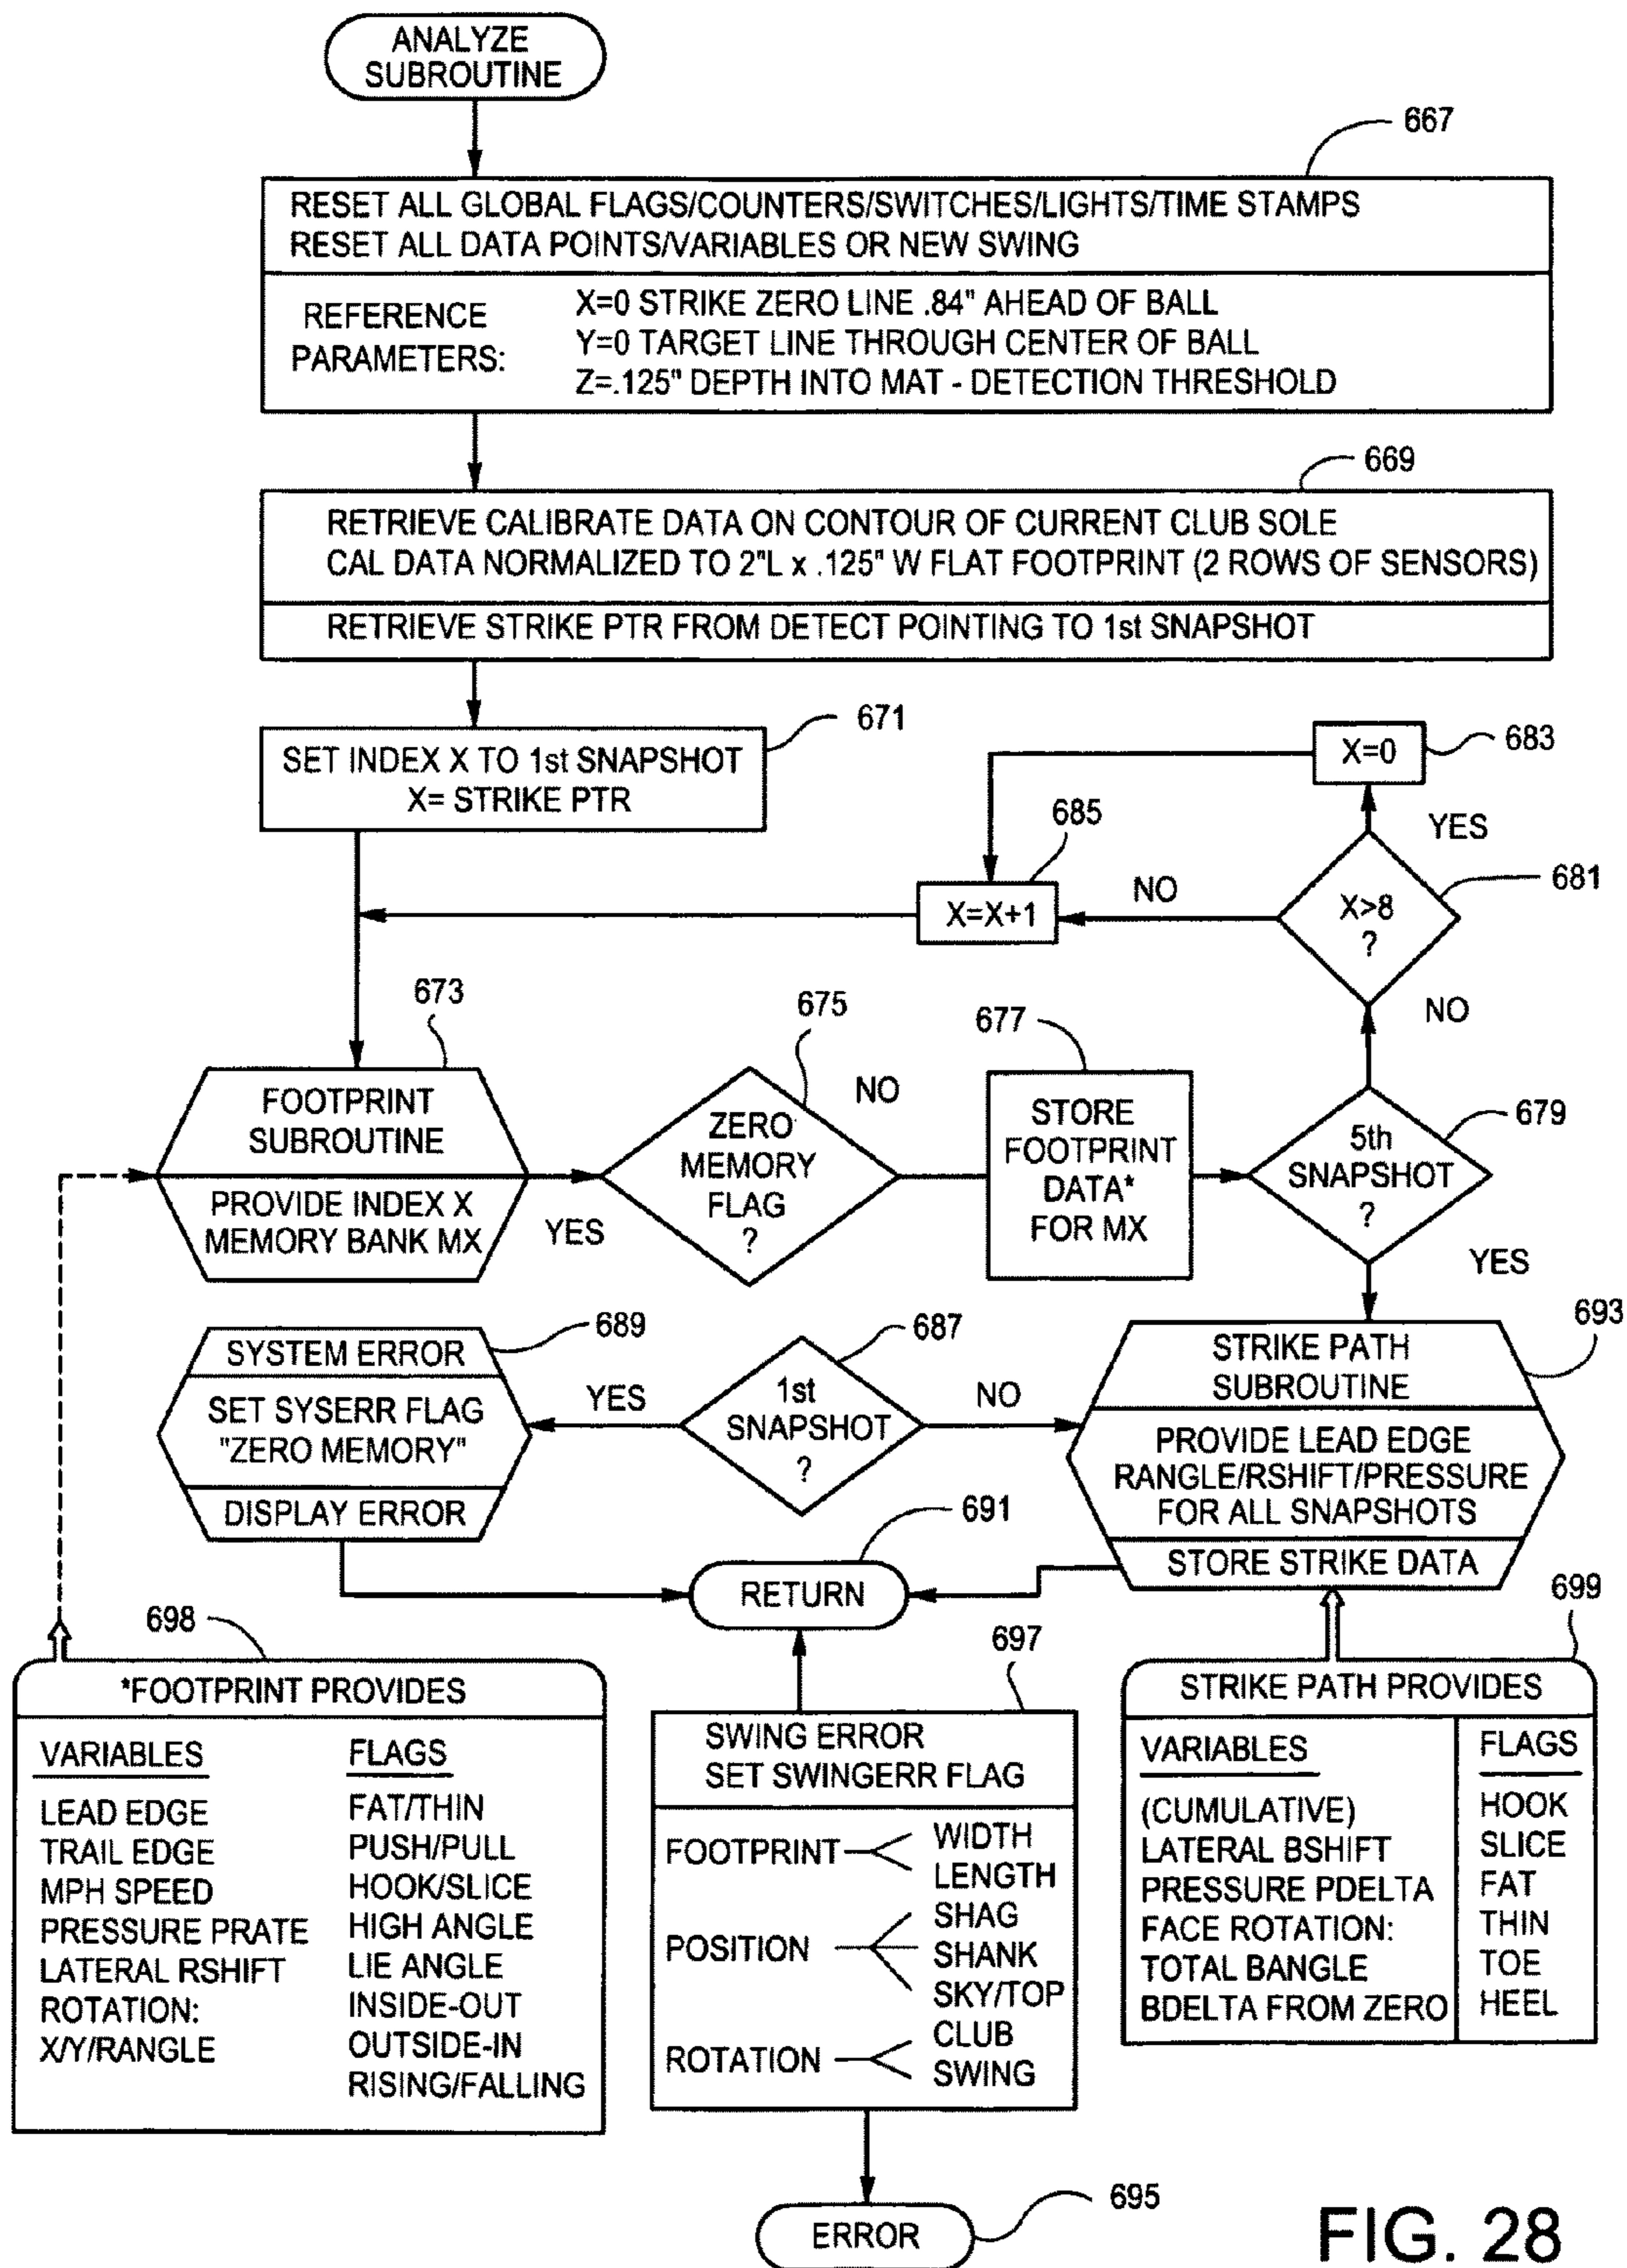 ANALYZE
SUBROUTINE
667
RESET ALL GLOBAL FLAGS/COUNTERS/SWITCHES/LIGHTS/TIME STAMPS
RESET ALL DATA POINTS/VARIABLES OR NEW SWING
REFERENCE
PARAMETERS:
X=0 STRIKE ZERO LINE .84" AHEAD OF BALL
Y=0 TARGET LINE THROUGH CENTER OF BALL
Z=.125" DEPTH INTO MAT - DETECTION THRESHOLD
669
RETRIEVE CALIBRATE DATA ON CONTOUR OF CURRENT CLUB SOLE
CAL DATA NORMALIZED TO 2"L x .125" W FLAT FOOTPRINT (2 ROWS OF SENSORS)
RETRIEVE STRIKE PTR FROM DETECT POINTING TO 1st SNAPSHOT
671
SET INDEX X TO 1st SNAPSHOT
X= STRIKE PTR
X=0
683
YES
685
X=X+1
NO
X>8
?
681
NO
673
FOOTPRINT
SUBROUTINE
PROVIDE INDEX X
MEMORY BANK MX
YES
675
ZERO
MEMORY
FLAG
?
NO
677
STORE
FOOTPRINT
DATA*
FOR MX
5th
SNAPSHOT
?
679
YES
689
SYSTEM ERROR
SET SYSERR FLAG
"ZERO MEMORY"
DISPLAY ERROR
YES
687
1st
SNAPSHOT
?
NO
693
STRIKE PATH
SUBROUTINE
PROVIDE LEAD EDGE
RANGLE/RSHIFT/PRESSURE
FOR ALL SNAPSHOTS
STORE STRIKE DATA
691
RETURN
698
*FOOTPRINT PROVIDES
VARIABLES
LEAD EDGE
TRAIL EDGE
MPH SPEED
PRESSURE PRATE
LATERAL RSHIFT
ROTATION:
X/Y/RANGLE
FLAGS
FAT/THIN
PUSH/PULL
HOOK/SLICE
HIGH ANGLE
LIE ANGLE
INSIDE-OUT
OUTSIDE-IN
RISING/FALLING
697
SWING ERROR
SET SWINGERR FLAG
FOOTPRINT
WIDTH
LENGTH
POSITION
SHAG
SHANK
SKY/TOP
ROTATION
CLUB
SWING
699
STRIKE PATH PROVIDES
VARIABLES
(CUMULATIVE)
LATERAL BSHIFT
PRESSURE PDELTA
FACE ROTATION:
TOTAL BANGLE
BDELTA FROM ZERO
FLAGS
HOOK
SLICE
FAT
THIN
TOE
HEEL
695
ERROR
FIG. 28